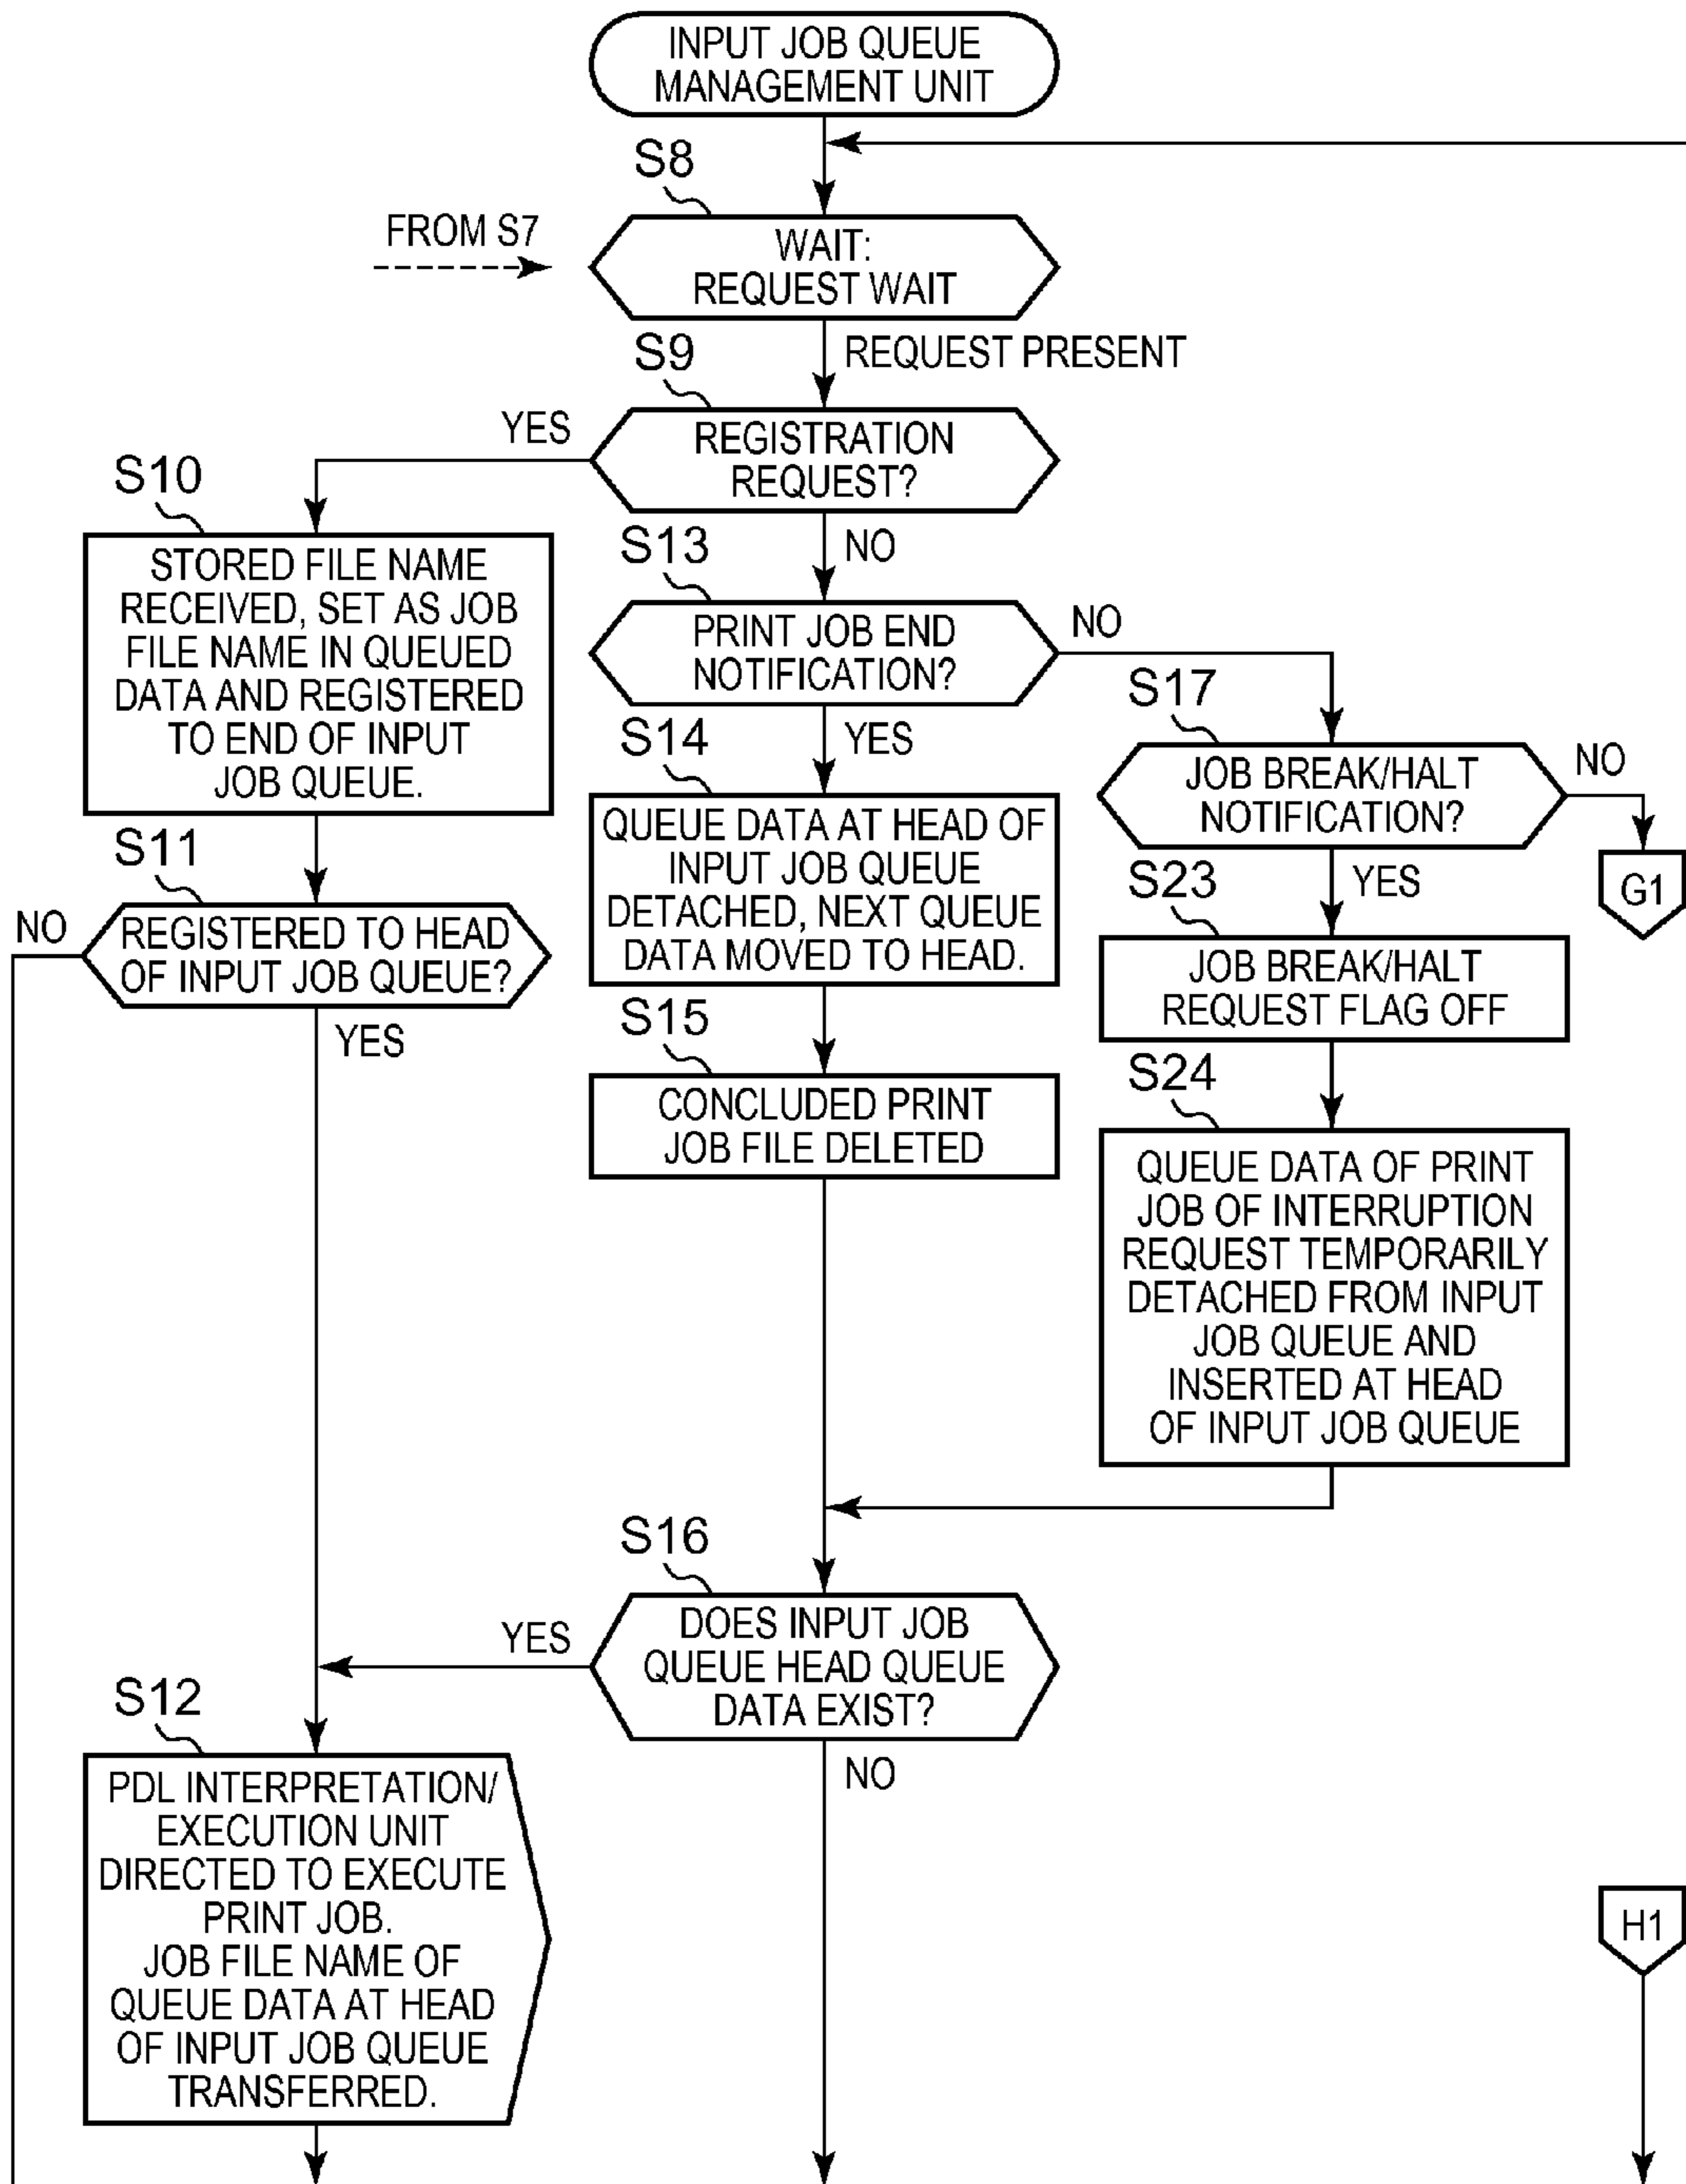 INPUT JOB QUEUE
MANAGEMENT UNIT
S8
FROM S7
WAIT:
REQUEST WAIT
REQUEST PRESENT
S9
YES
REGISTRATION
REQUEST?
NO
S10
STORED FILE NAME
RECEIVED, SET AS JOB
FILE NAME IN QUEUED
DATA AND REGISTERED
TO END OF INPUT
JOB QUEUE.
S11
NO
REGISTERED TO HEAD
OF INPUT JOB QUEUE?
YES
S13
PRINT JOB END
NOTIFICATION?
NO
YES
S14
QUEUE DATA AT HEAD OF
INPUT JOB QUEUE
DETACHED, NEXT QUEUE
DATA MOVED TO HEAD.
S15
CONCLUDED PRINT
JOB FILE DELETED
S17
JOB BREAK/HALT
NOTIFICATION?
NO
G1
YES
S23
JOB BREAK/HALT
REQUEST FLAG OFF
S24
QUEUE DATA OF PRINT
JOB OF INTERRUPTION
REQUEST TEMPORARILY
DETACHED FROM INPUT
JOB QUEUE AND
INSERTED AT HEAD
OF INPUT JOB QUEUE
S16
YES
DOES INPUT JOB
QUEUE HEAD QUEUE
DATA EXIST?
NO
S12
PDL INTERPRETATION/
EXECUTION UNIT
DIRECTED TO EXECUTE
PRINT JOB.
JOB FILE NAME OF
QUEUE DATA AT HEAD
OF INPUT JOB QUEUE
TRANSFERRED.
H1